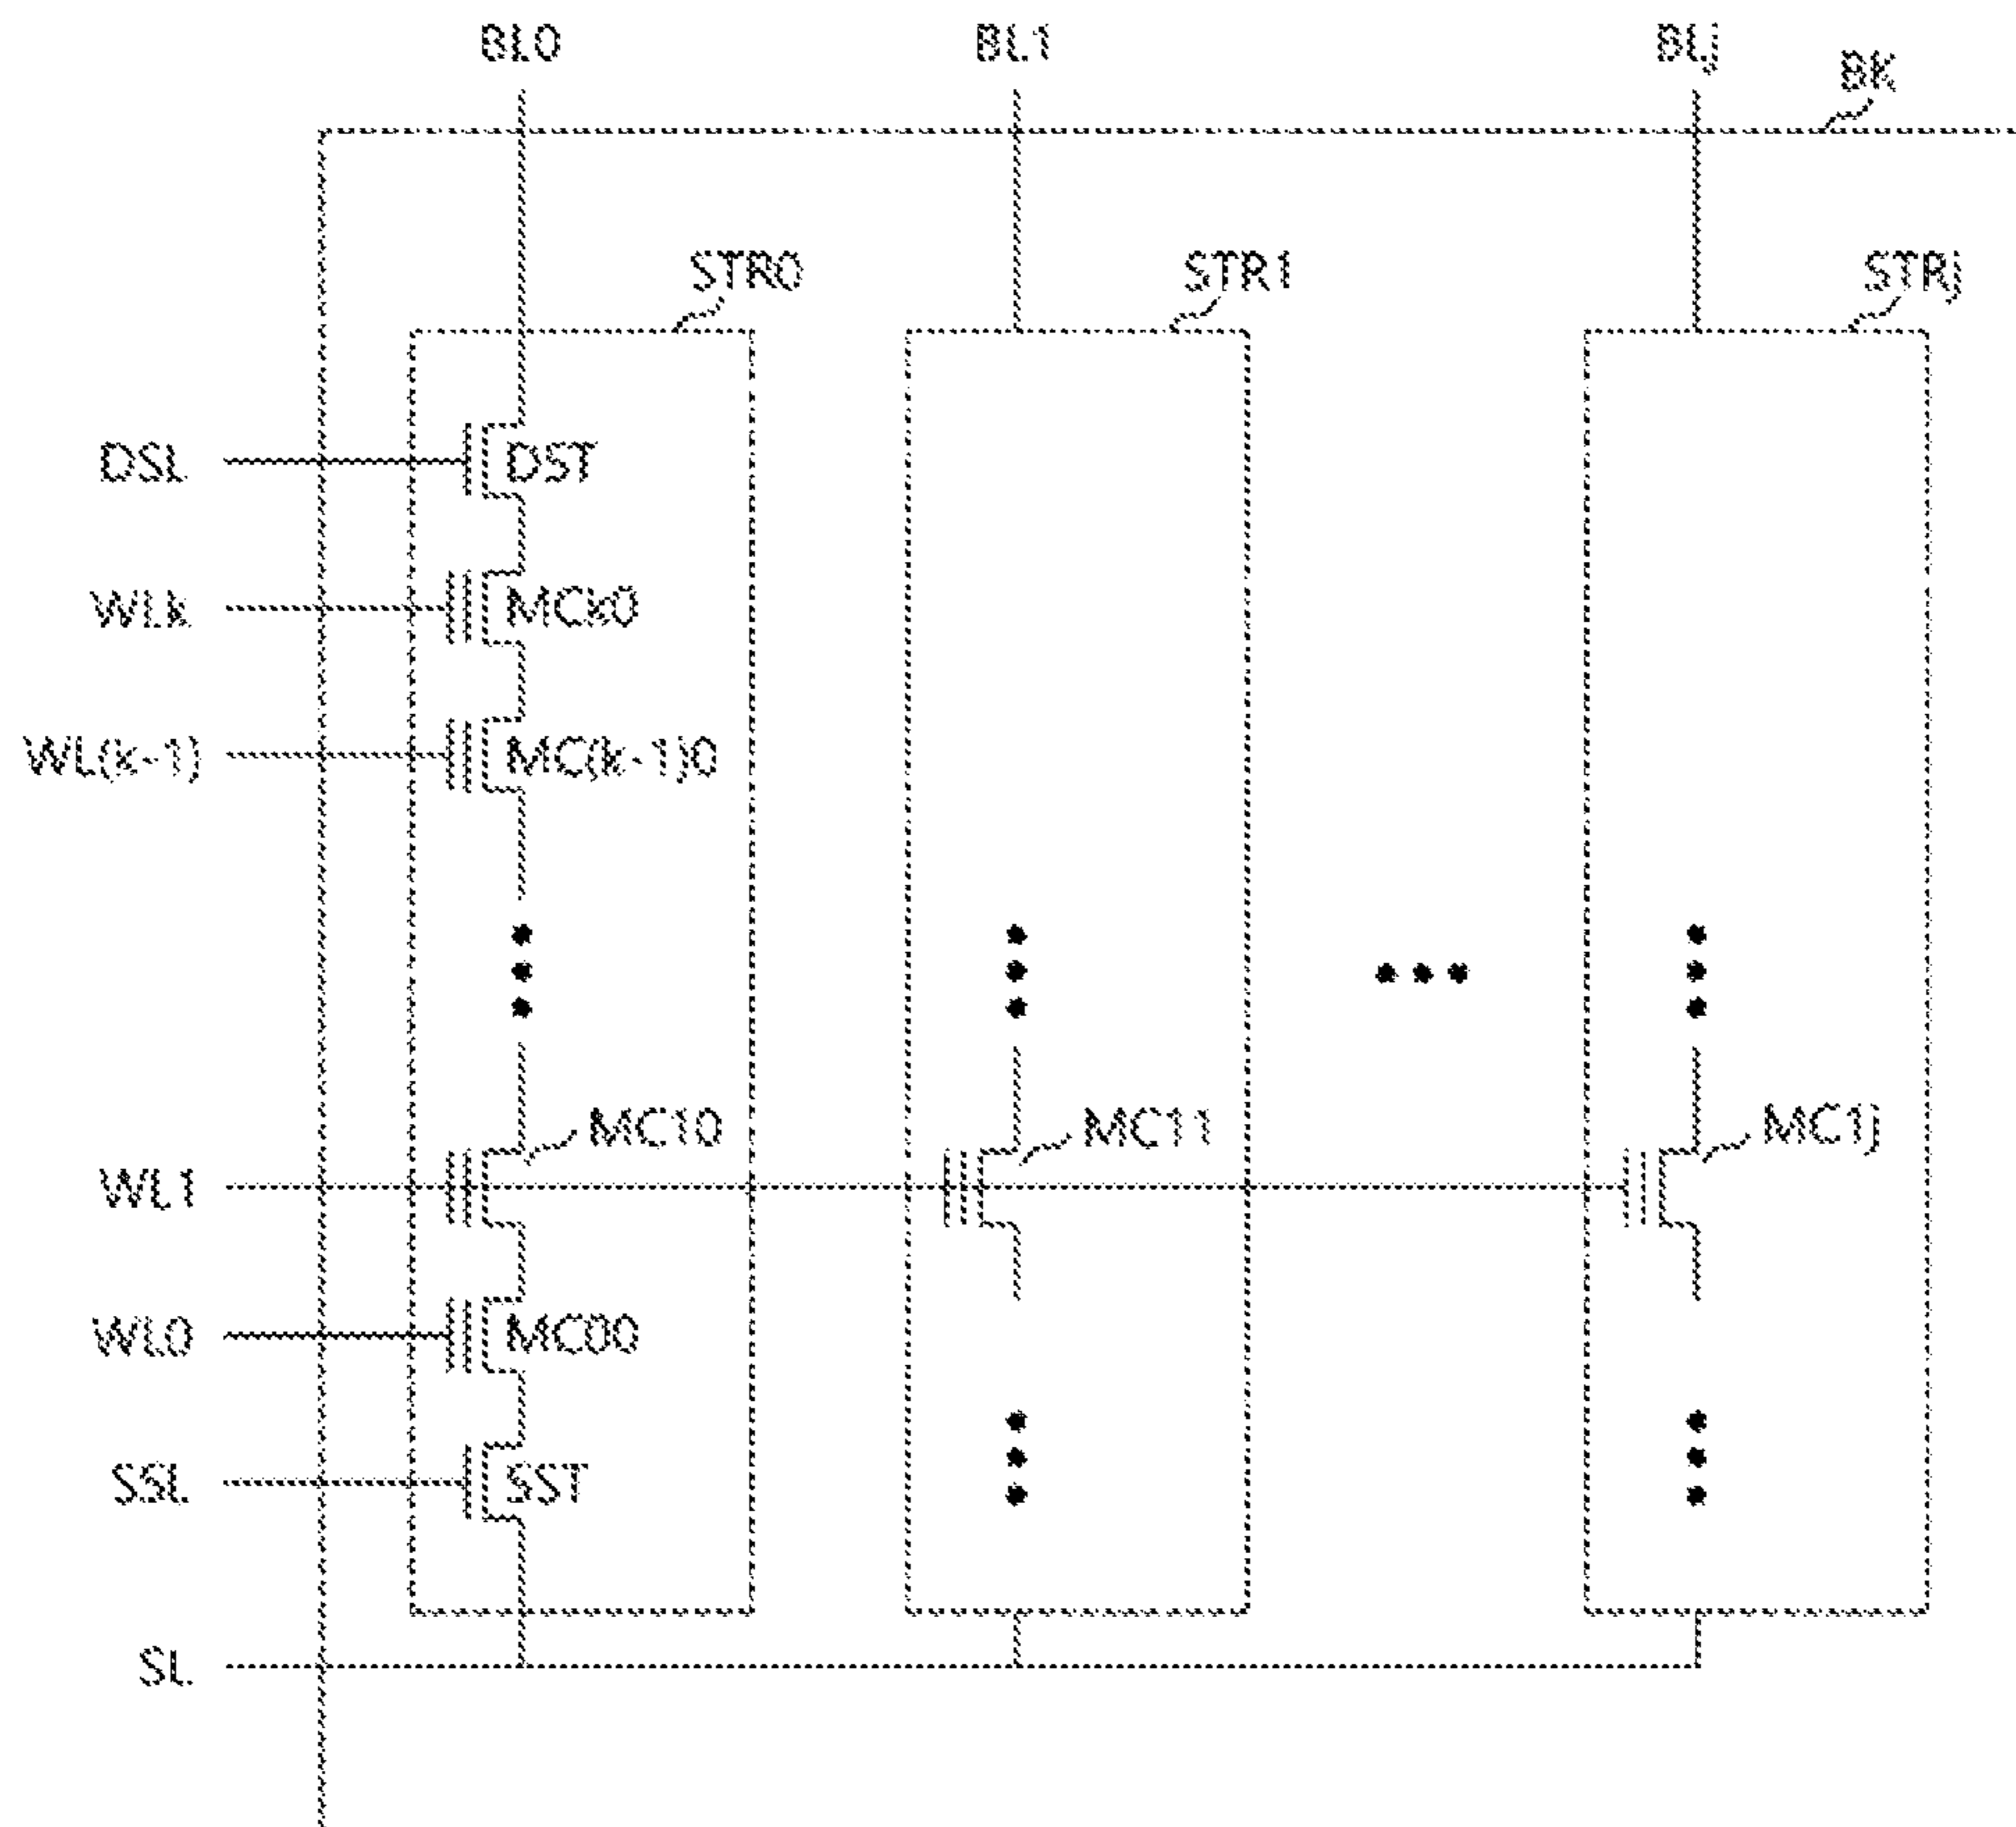 BL0 BL1 BLj
BK
STR0 STR1 STRj
DSL DST
WLk MCk0
WL(k-1) MC(k-1)0
MC10 MC11 MC1j
WL1
WL0 MC00
SSL SST
SL